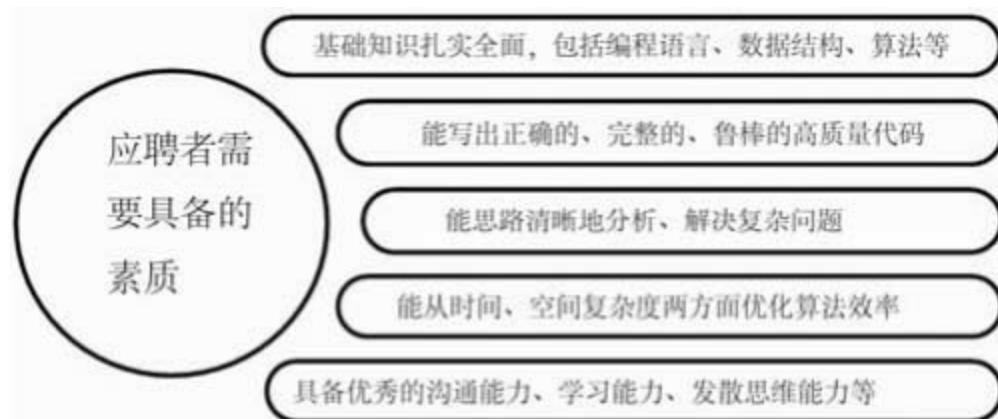 应聘者需
要具备的
素质
基础知识扎实全面，包括编程语言、数据结构、算法等
能写出正确的、完整的、鲁棒的高质量代码
能思路清晰地分析、解决复杂问题
能从时间、空间复杂度两方面优化算法效率
具备优秀的沟通能力、学习能力、发散思维能力等